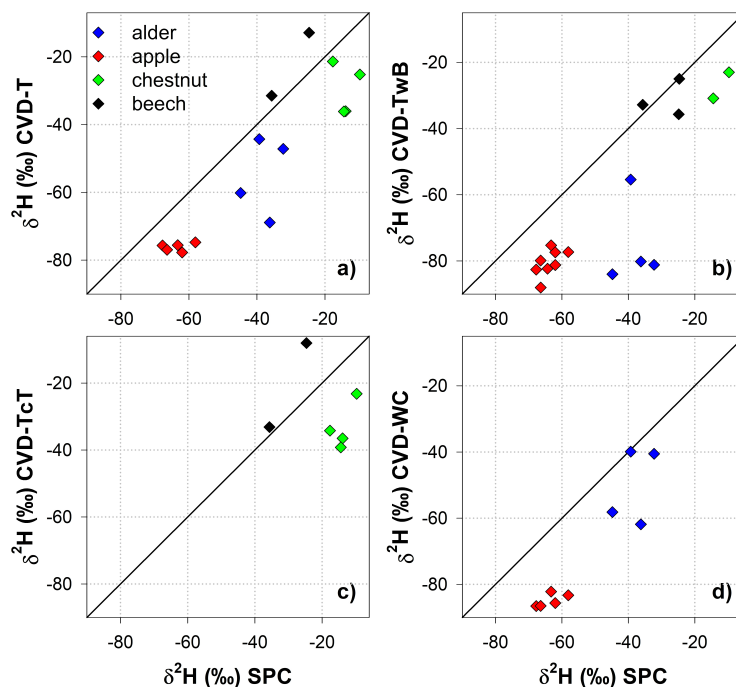 alder
apple
chestnut
beech
δ²H (‰) CVD-T
-20
-40
-60
-80
-80 -60 -40 -20
a)
δ²H (‰) CVD-TwB
-20
-40
-60
-80
-80 -60 -40 -20
b)
δ²H (‰) CVD-TcT
-20
-40
-60
-80
-80 -60 -40 -20
c)
δ²H (‰) SPC
δ²H (‰) CVD-WC
-20
-40
-60
-80
-80 -60 -40 -20
d)
δ²H (‰) SPC